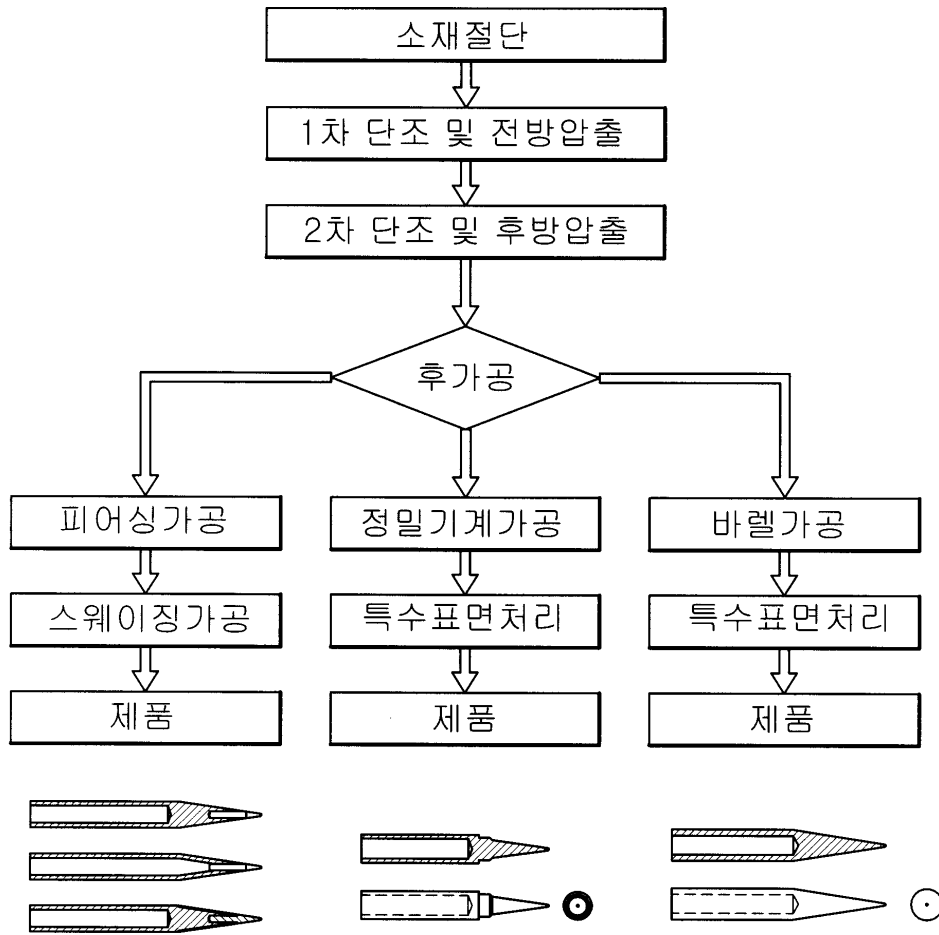 소재절단
1차 단조 및 전방압출
2차 단조 및 후방압출
후가공
피어싱가공
정밀기계가공
바렐가공
스웨이징가공
특수표면처리
특수표면처리
제품
제품
제품